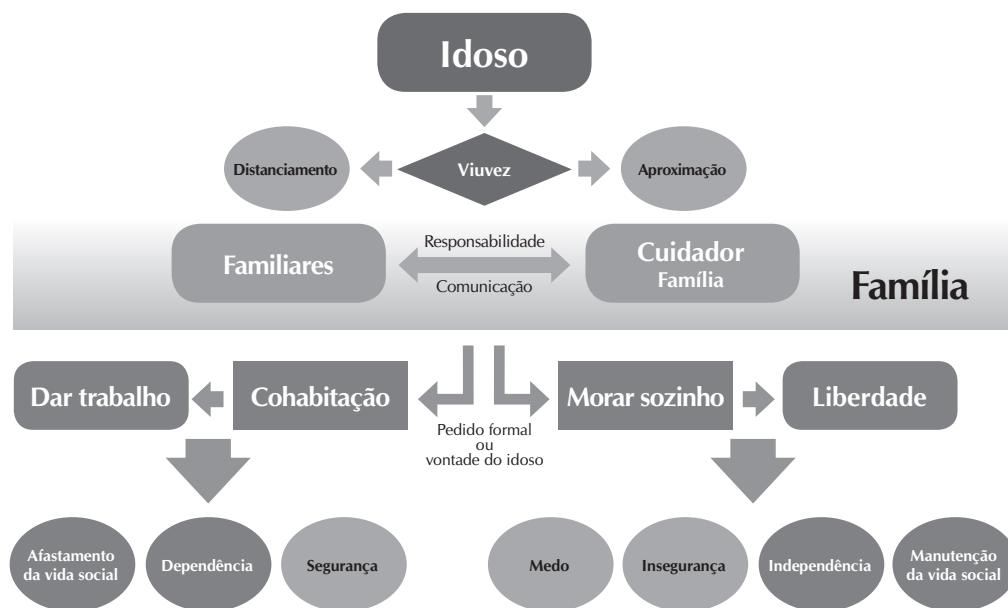 Idoso
Distanciamento
Viuvez
Aproximação
Familiares
Responsabilidade
Comunicação
Cuidador
Família
Família
Dar trabalho
Cohabitação
Pedido formal
ou
vontade do idoso
Morar sozinho
Liberdade
Afastamento
da vida social
Dependência
Segurança
Medo
Insegurança
Independência
Manutenção
da vida social